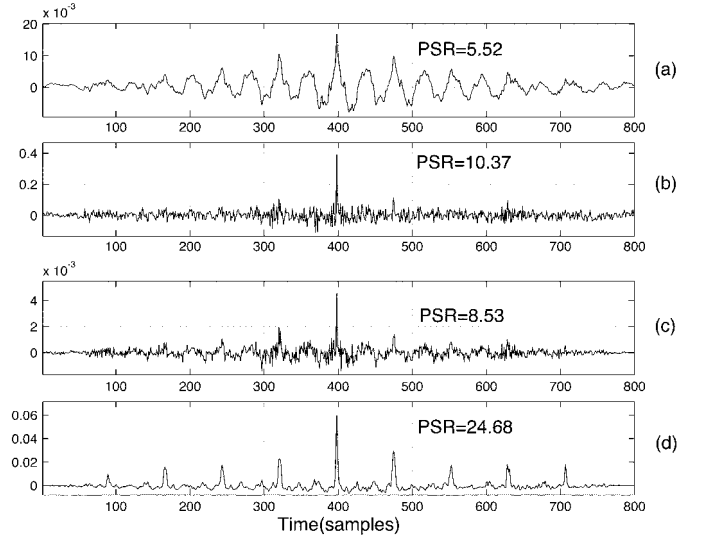 x 10⁻³
20
10
0
PSR=5.52
(a)
100 200 300 400 500 600 700 800
0.4
0.2
0
PSR=10.37
(b)
100 200 300 400 500 600 700 800
x 10⁻³
4
2
0
PSR=8.53
(c)
100 200 300 400 500 600 700 800
0.06
0.04
0.02
0
PSR=24.68
(d)
100 200 300 400 500 600 700 800
Time(samples)